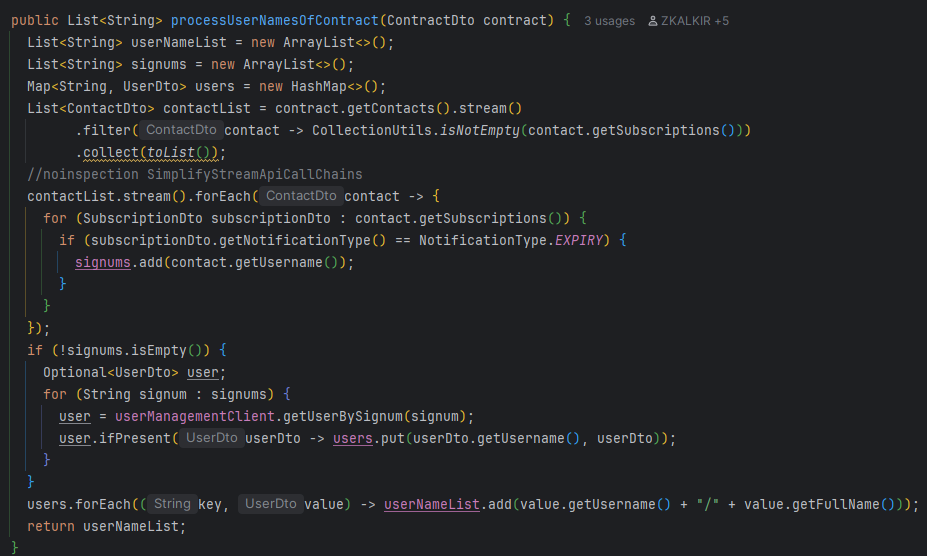 public List<String> processUserNamesOfContract(ContractDto contract) { 3 usages ZKALKIR +5
List<String> userNameList = new ArrayList<>();
List<String> signums = new ArrayList<>();
Map<String, UserDto> users = new HashMap<>();
List<ContactDto> contactList = contract.getContacts().stream()
.filter( ContactDto contact -> CollectionUtils.isNotEmpty(contact.getSubscriptions()))
.collect(toList());
//noinspection SimplifyStreamApiCallChains
contactList.stream().forEach( ContactDto contact -> {
for (SubscriptionDto subscriptionDto : contact.getSubscriptions()) {
if (subscriptionDto.getNotificationType() == NotificationType.EXPIRY) {
signums.add(contact.getUsername());
}
}
});
if (!signums.isEmpty()) {
Optional<UserDto> user;
for (String signum : signums) {
user = userManagementClient.getUserBySignum(signum);
user.ifPresent( UserDto userDto -> users.put(userDto.getUsername(), userDto));
}
}
users.forEach(( String key, UserDto value) -> userNameList.add(value.getUsername() + "/" + value.getFullName()));
return userNameList;
}